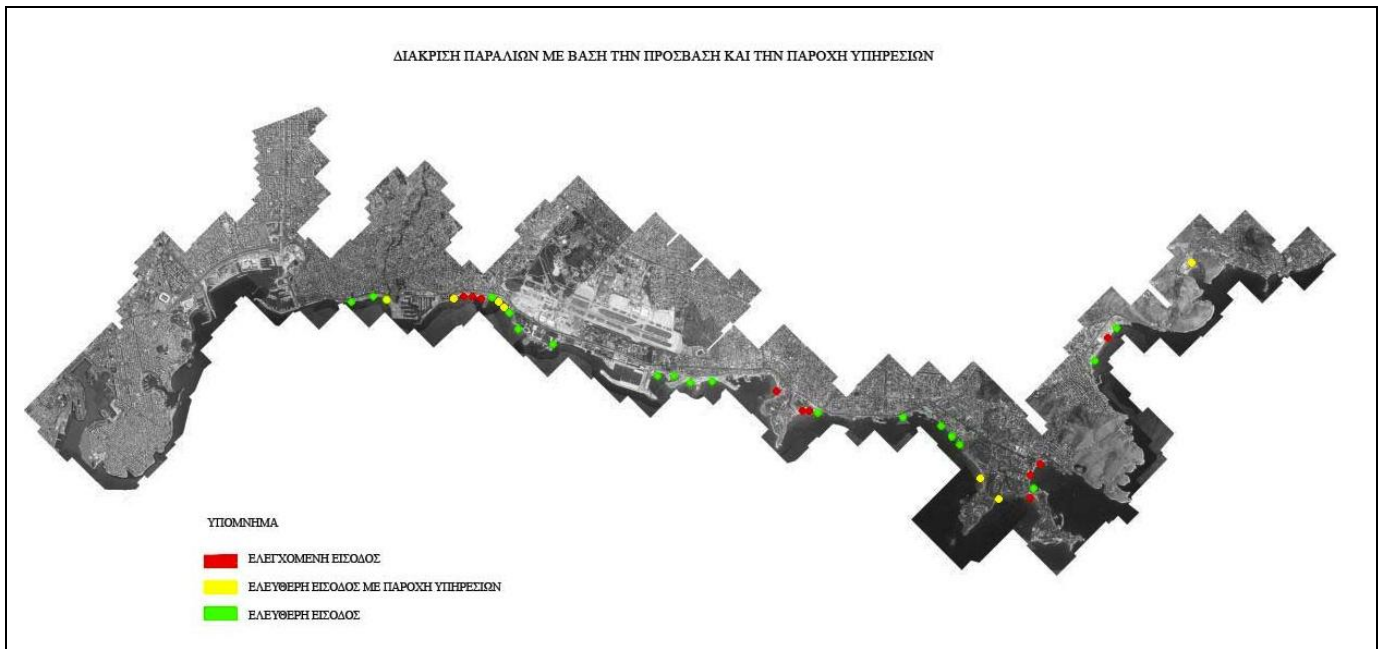 ΔΙΑΚΡΙΣΗ ΠΑΡΑΛΙΩΝ ΜΕ ΒΑΣΗ ΤΗΝ ΠΡΟΣΒΑΣΗ ΚΑΙ ΤΗΝ ΠΑΡΟΧΗ ΥΠΗΡΕΣΙΩΝ
ΥΠΟΜΝΗΜΑ
ΕΛΕΓΧΟΜΕΝΗ ΕΙΣΟΔΟΣ
ΕΛΕΥΘΕΡΗ ΕΙΣΟΔΟΣ ΜΕ ΠΑΡΟΧΗ ΥΠΗΡΕΣΙΩΝ
ΕΛΕΥΘΕΡΗ ΕΙΣΟΔΟΣ